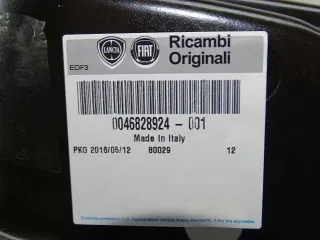 LANCIA FIAT Ricambi
Originali
EOF3
0046828924 - 001
Made in Italy
PKG 2016/05/12 80029 12